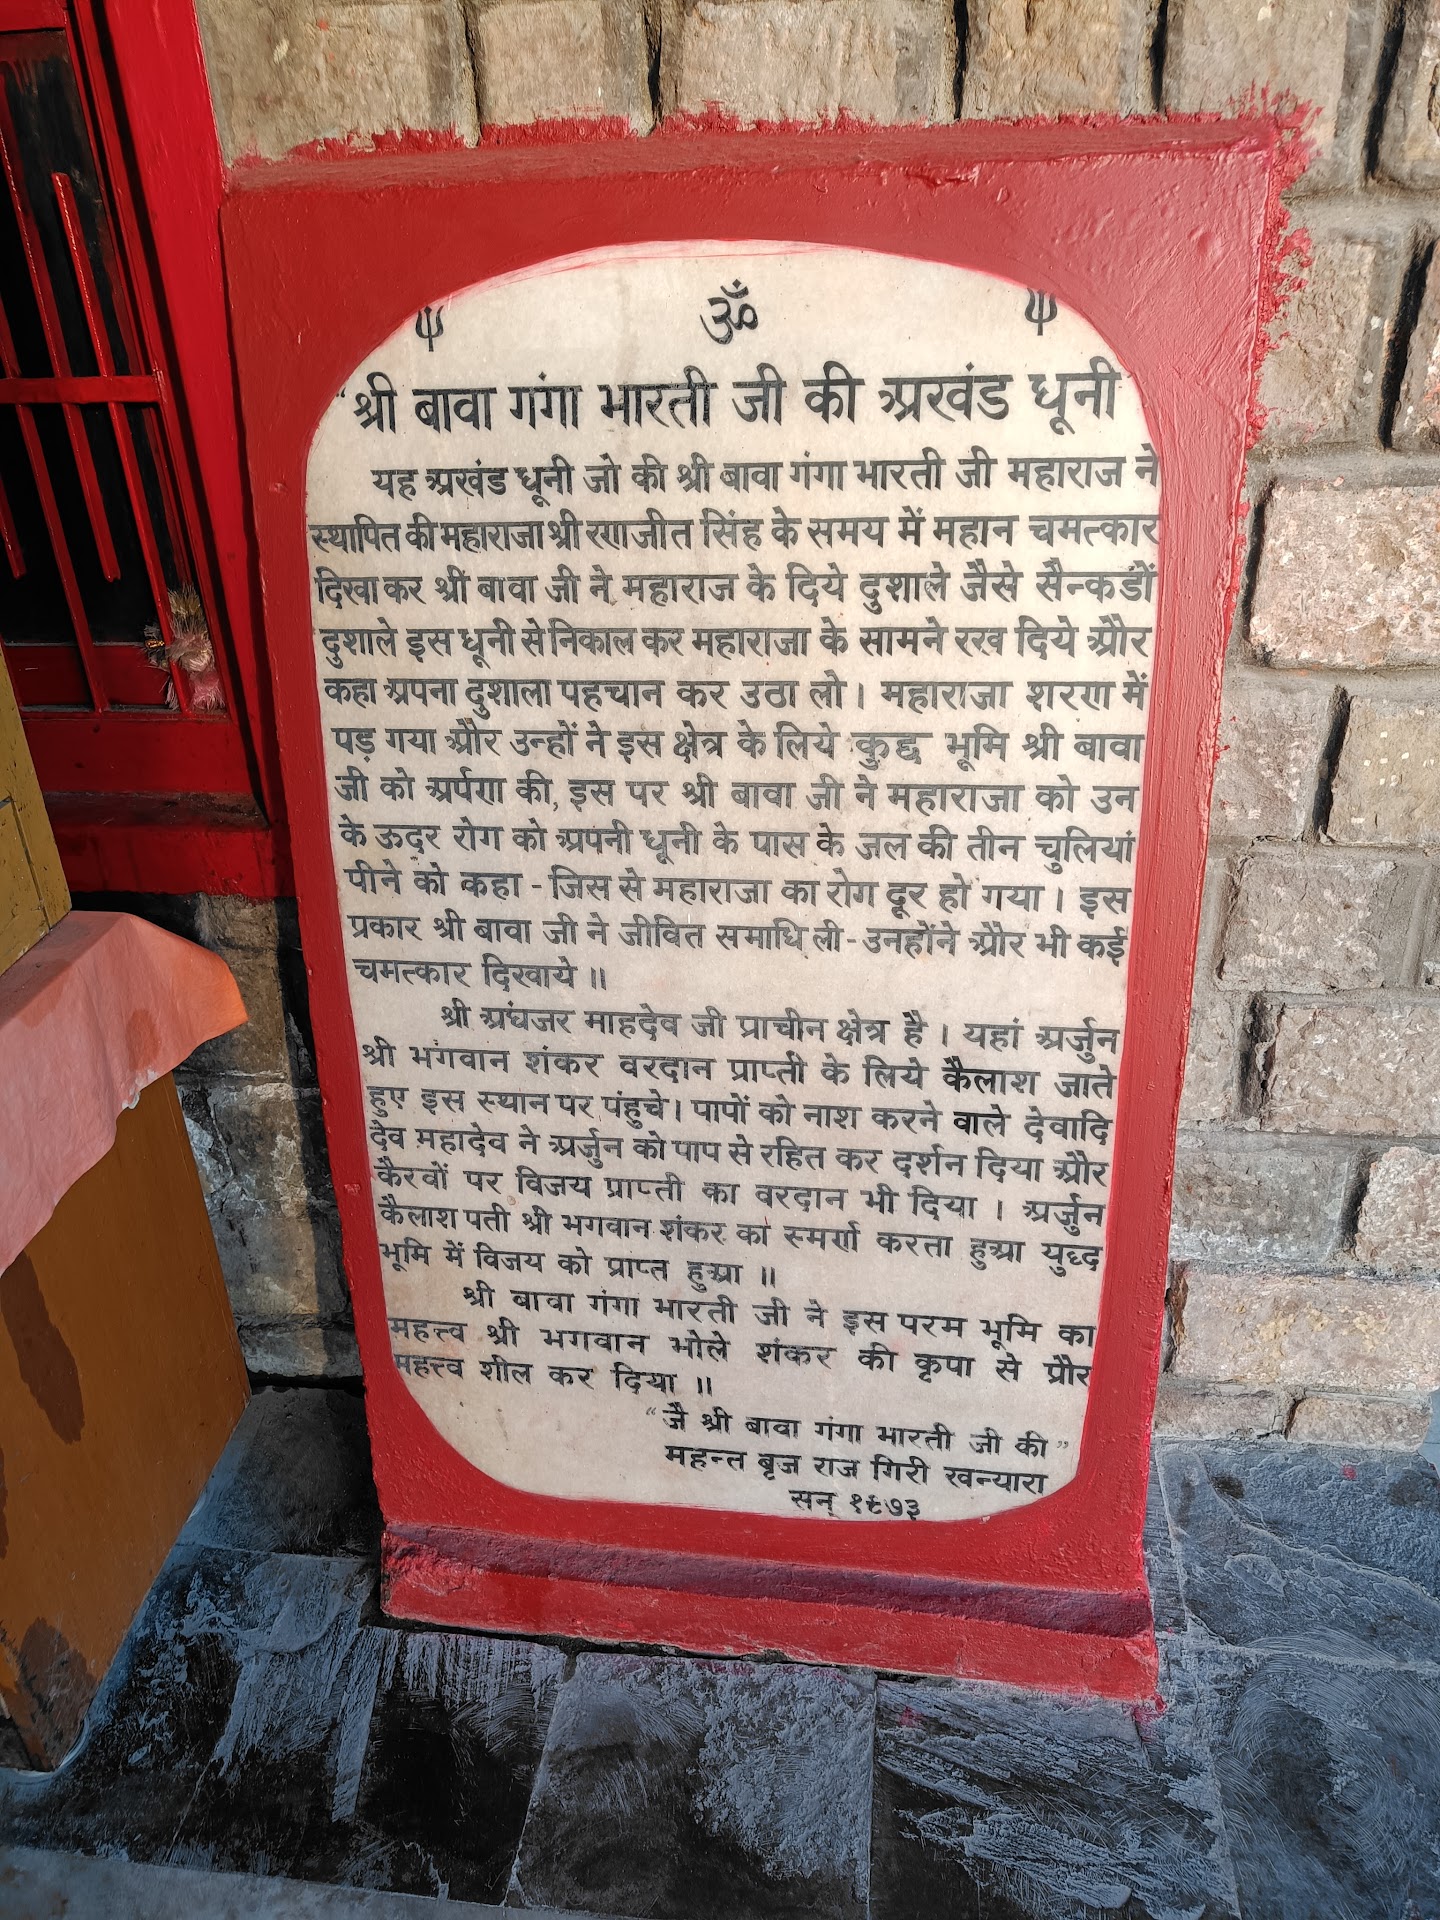 ॐ
"श्री बावा गंगा भारती जी की अखंड धूनी
यह अखंड धूनी जो की श्री बावा गंगा भारती जी महाराज ने
स्थापित की महाराजा श्री रणजीत सिंह के समय में महान चमत्कार
दिखा कर श्री बावा जी ने महाराज के दिये दुशाले जैसे सैन्कडों
दुशाले इस धूनी से निकाल कर महाराजा के सामने रख दिये और
कहा अपना दुशाला पहचान कर उठा लो। महाराजा शरण में
पड़ गया और उन्हों ने इस क्षेत्र के लिये कुछ भूमि श्री बावा
जी को अर्पण की, इस पर श्री बावा जी ने महाराजा को उन
के ऊदर रोग को अपनी धूनी के पास के जल की तीन चुलियां
पीने को कहा - जिस से महाराजा का रोग दूर हो गया। इस
प्रकार श्री बावा जी ने जीवित समाधि ली - उनहोंने और भी कई
चमत्कार दिखाये॥
श्री अघंजर माहदेव जी प्राचीन क्षेत्र है। यहां अर्जुन
श्री भगवान शंकर वरदान प्राप्ती के लिये कैलाश जाते
हुए इस स्थान पर पंहुचे। पापों को नाश करने वाले देवादि
देव महादेव ने अर्जुन को पाप से रहित कर दर्शन दिया और
कैरवों पर विजय प्राप्ती का वरदान भी दिया। अर्जुन
कैलाश पती श्री भगवान शंकर का स्मर्ण करता हुआ युद्ध
भूमि में विजय को प्राप्त हुआ॥
श्री बावा गंगा भारती जी ने इस परम भूमि का
महत्त्व श्री भगवान भोले शंकर की कृपा से और
महत्त्व शील कर दिया॥
"जै श्री बावा गंगा भारती जी की"
महन्त बृज राज गिरी खन्यारा
सन् १९७३